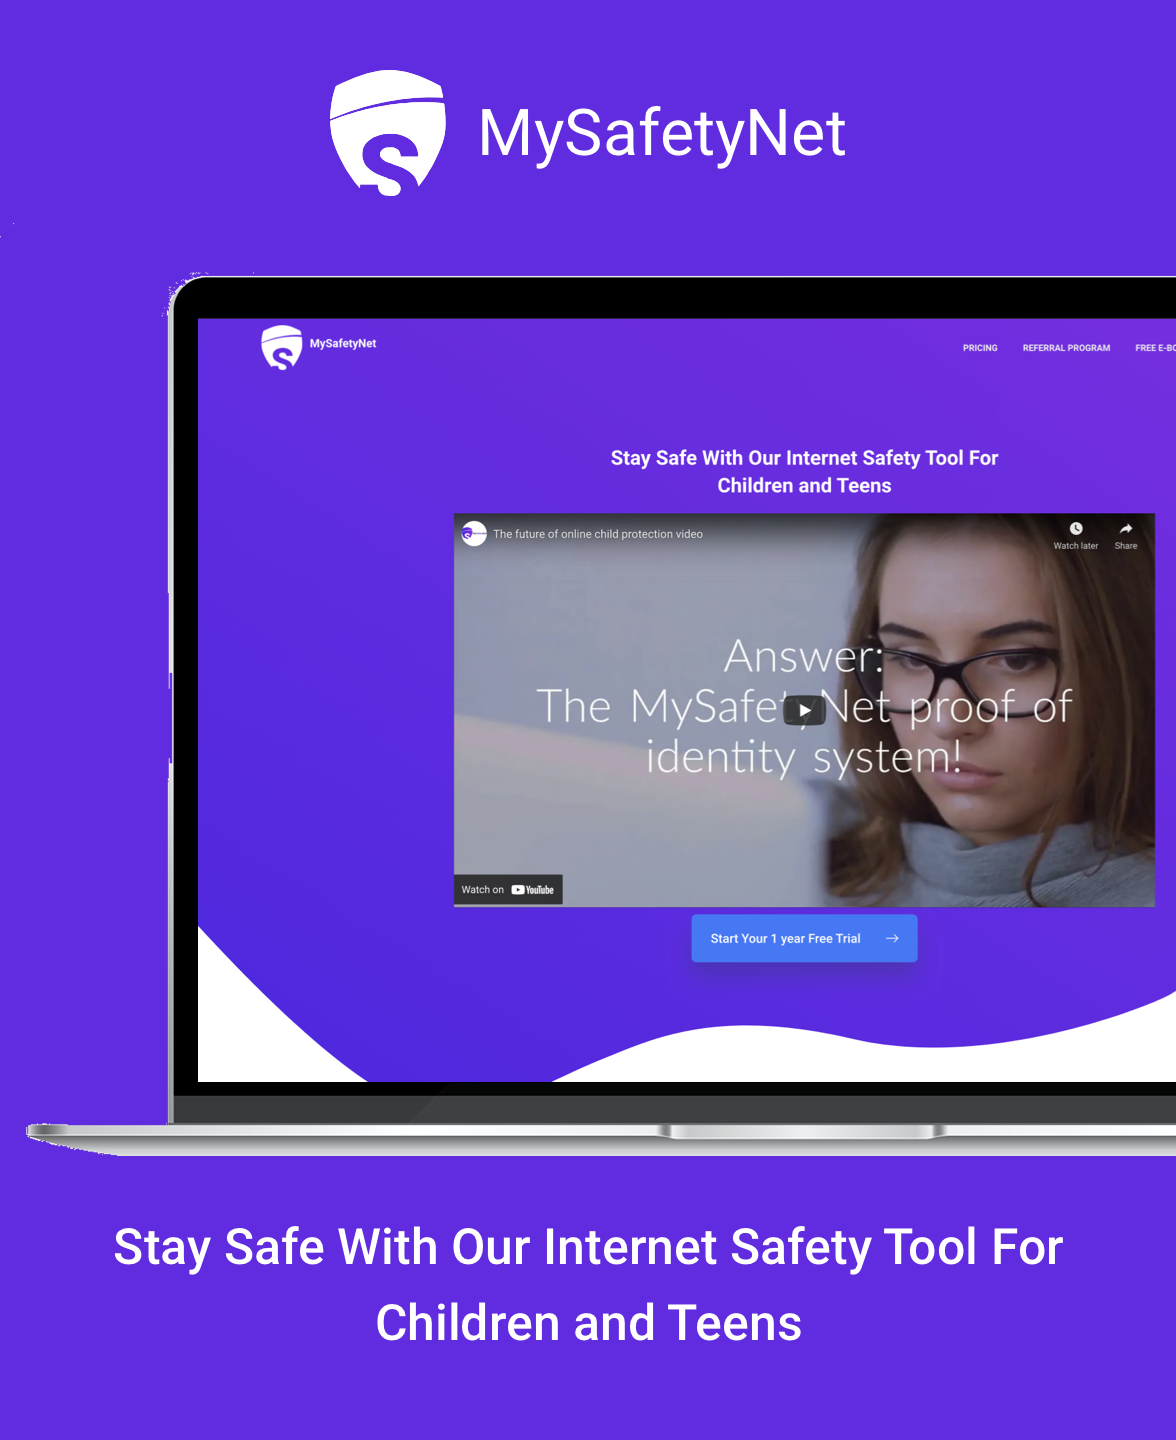 MySafetyNet
MySafetyNet
PRICING REFERRAL PROGRAM FREE E-BO
Stay Safe With Our Internet Safety Tool For
Children and Teens
The future of online child protection video
Watch later Share
Answer:
The MySafetyNet proof of
identity system!
Watch on YouTube
Start Your 1 year Free Trial
Stay Safe With Our Internet Safety Tool For
Children and Teens